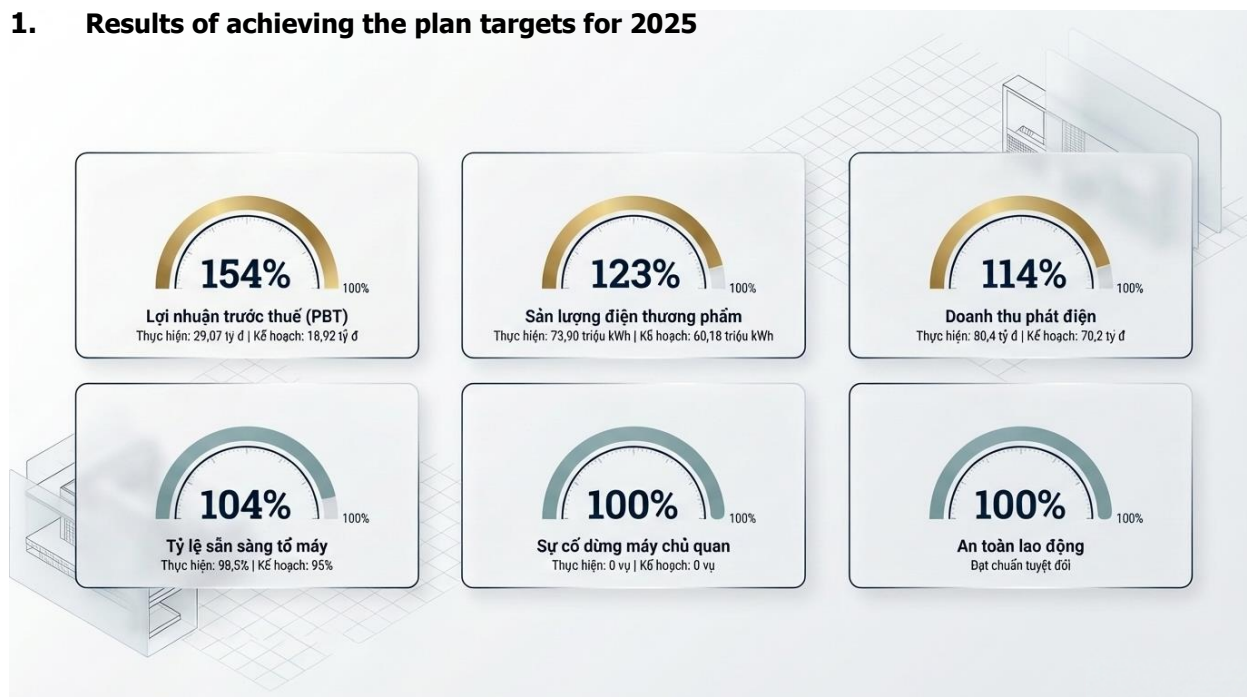 1. Results of achieving the plan targets for 2025
154%
100%
Lợi nhuận trước thuế (PBT)
Thực hiện: 29,07 tỷ đ | Kế hoạch: 18,92 tỷ đ
123%
100%
Sản lượng điện thương phẩm
Thực hiện: 73,90 triệu kWh | Kế hoạch: 60,18 triệu kWh
114%
100%
Doanh thu phát điện
Thực hiện: 80,4 tỷ đ | Kế hoạch: 70,2 tỷ đ
104%
100%
Tỷ lệ sẵn sàng tổ máy
Thực hiện: 98,5% | Kế hoạch: 95%
100%
100%
Sự cố dừng máy chủ quan
Thực hiện: 0 vụ | Kế hoạch: 0 vụ
100%
100%
An toàn lao động
Đạt chuẩn tuyệt đối